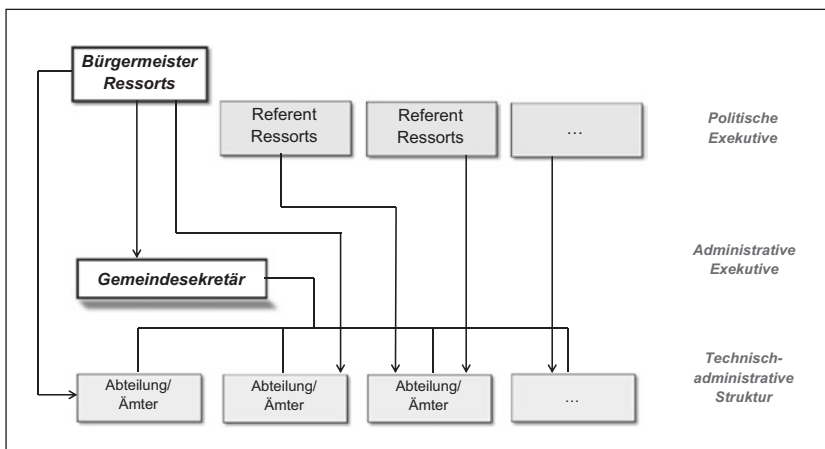 Bürgermeister
Ressorts
Referent
Ressorts
Referent
Ressorts
...
Politische
Exekutive
Gemeindesekretär
Administrative
Exekutive
Abteilung/
Ämter
Abteilung/
Ämter
Abteilung/
Ämter
...
Technisch-
administrative
Struktur